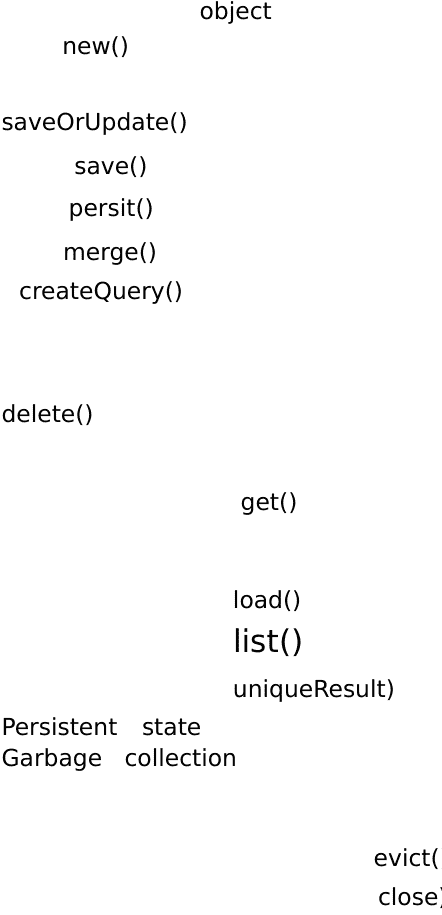 object
new()
saveOrUpdate()
save()
persit()
merge()
createQuery()
delete()
get()
load()
list()
uniqueResult)
Persistent state
Garbage collection
evict(
close)